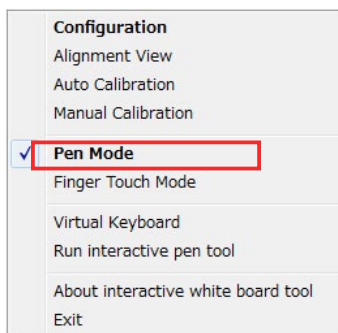 Configuration
Alignment View
Auto Calibration
Manual Calibration
Pen Mode
Finger Touch Mode
Virtual Keyboard
Run interactive pen tool
About interactive white board tool
Exit